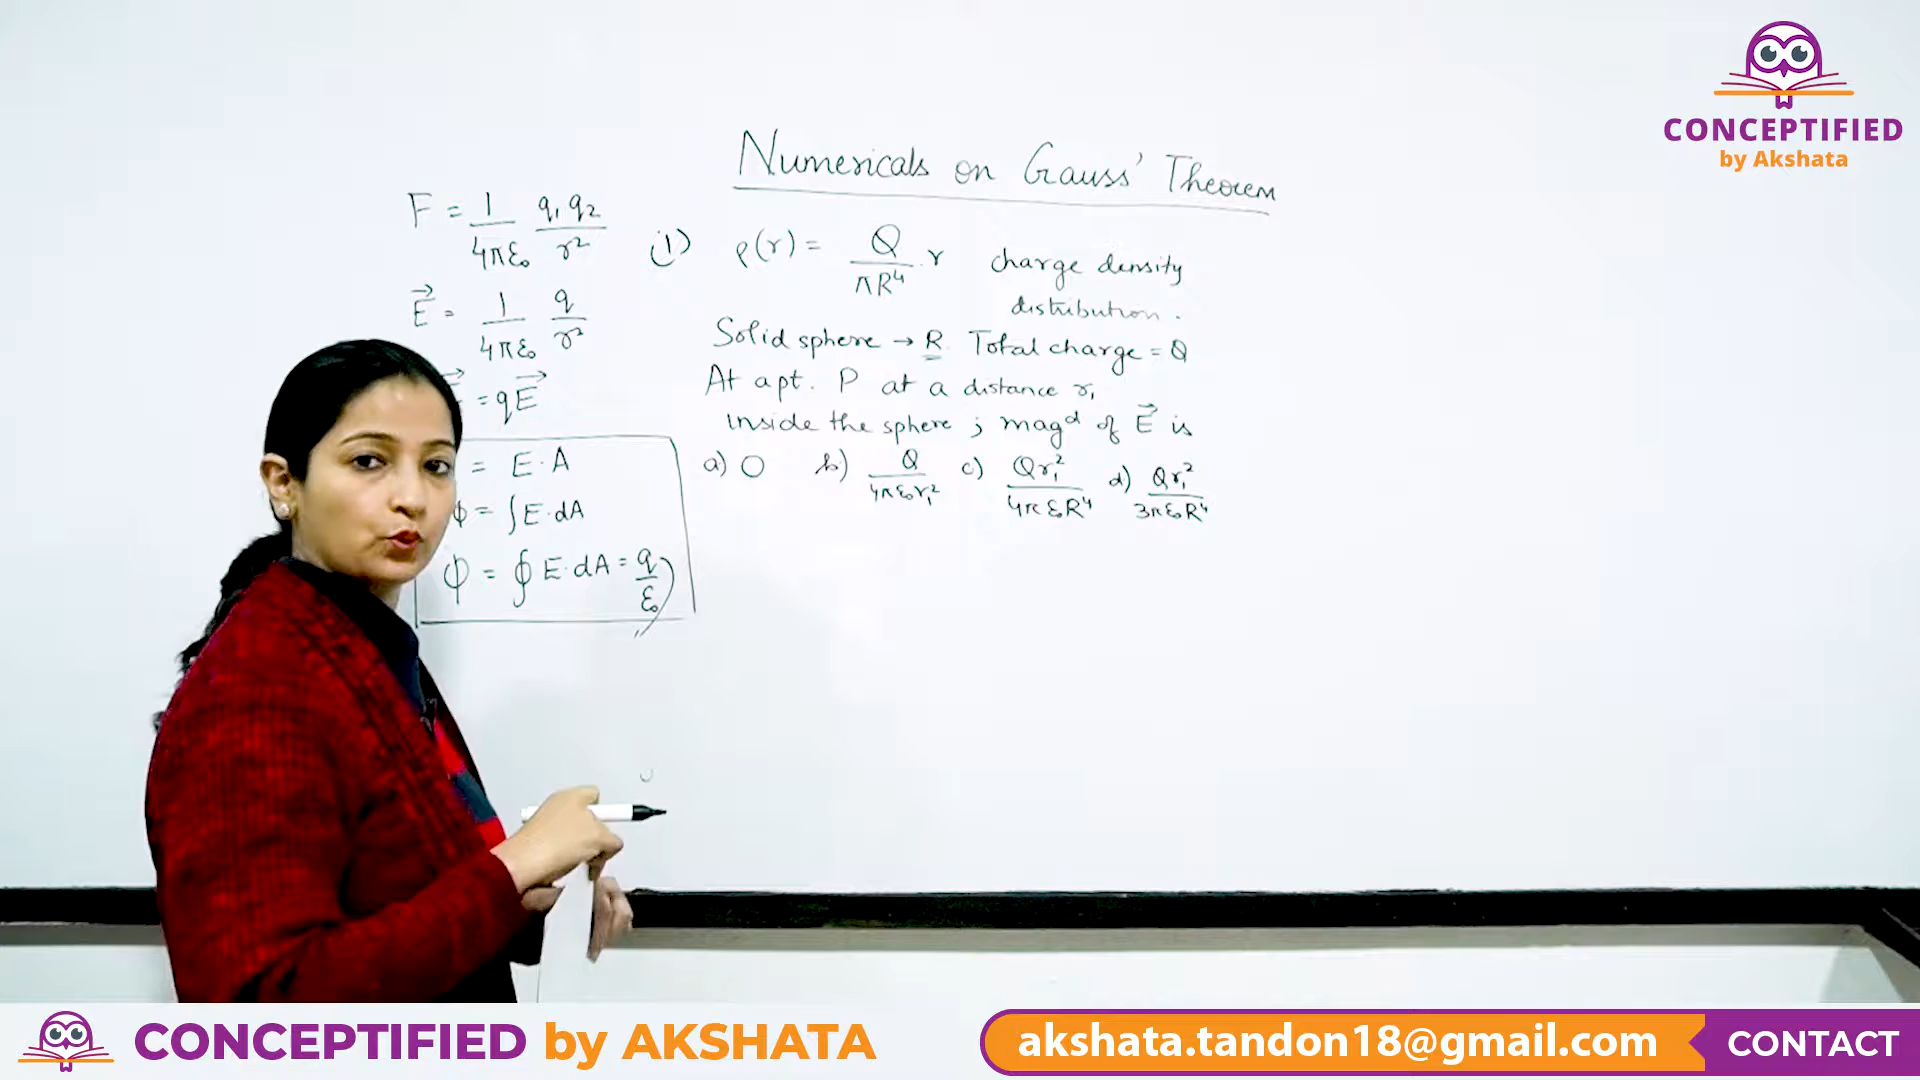 CONCEPTIFIED
by Akshata
Numericals on Gauss' Theorem
F = 1/4πε₀ q₁q₂/r²
E⃗ = 1/4πε₀ q/r²
= qE⃗
= E·A
ϕ = ∫E·dA
ϕ = ∮E·dA = q/ε₀
(1) ρ(r) = Q/πR⁴ · r charge density
distribution.
Solid sphere → R. Total charge = Q
At a pt. P at a distance r₁
inside the sphere ; magᵈ of E⃗ is
a) 0 b) Q/4πε₀r₁² c) Qr₁²/4πε₀R⁴ d) Qr₁²/3πε₀R⁴
CONCEPTIFIED by AKSHATA
akshata.tandon18@gmail.com
CONTACT